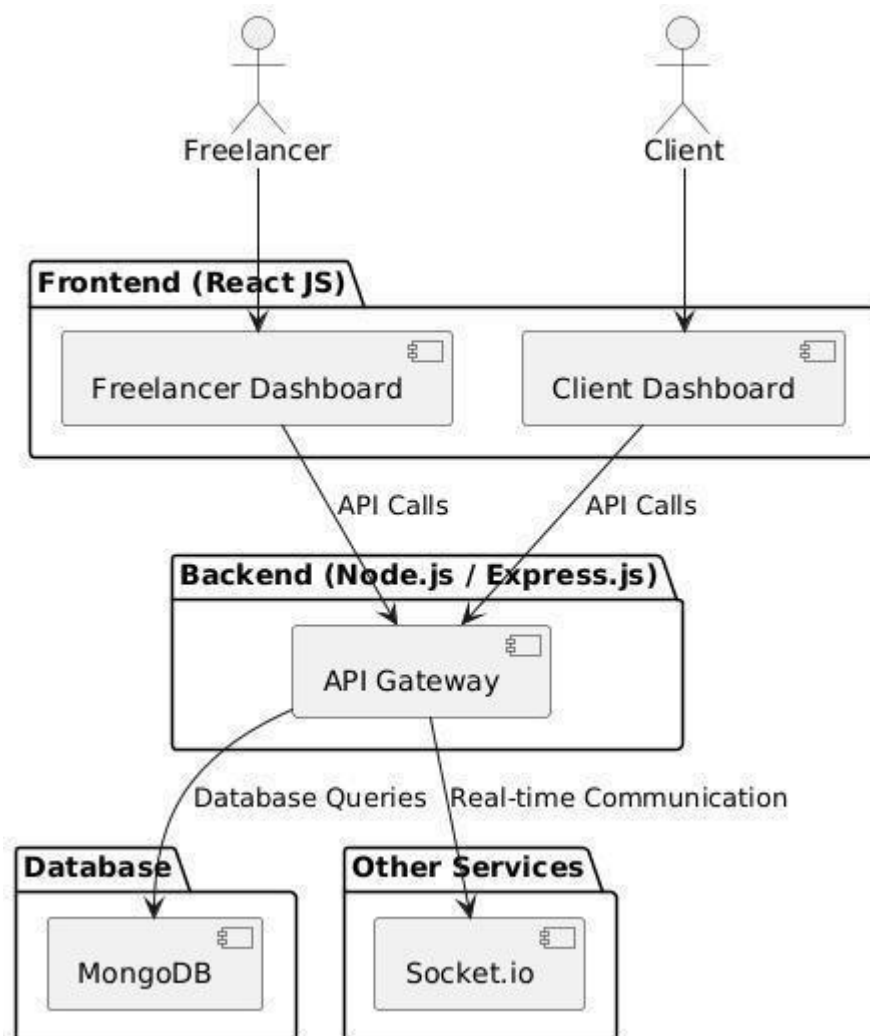 Freelancer
Client
Frontend (React JS)
Freelancer Dashboard
Client Dashboard
API Calls
API Calls
Backend (Node.js / Express.js)
API Gateway
Database Queries
Real-time Communication
Database
Other Services
MongoDB
Socket.io